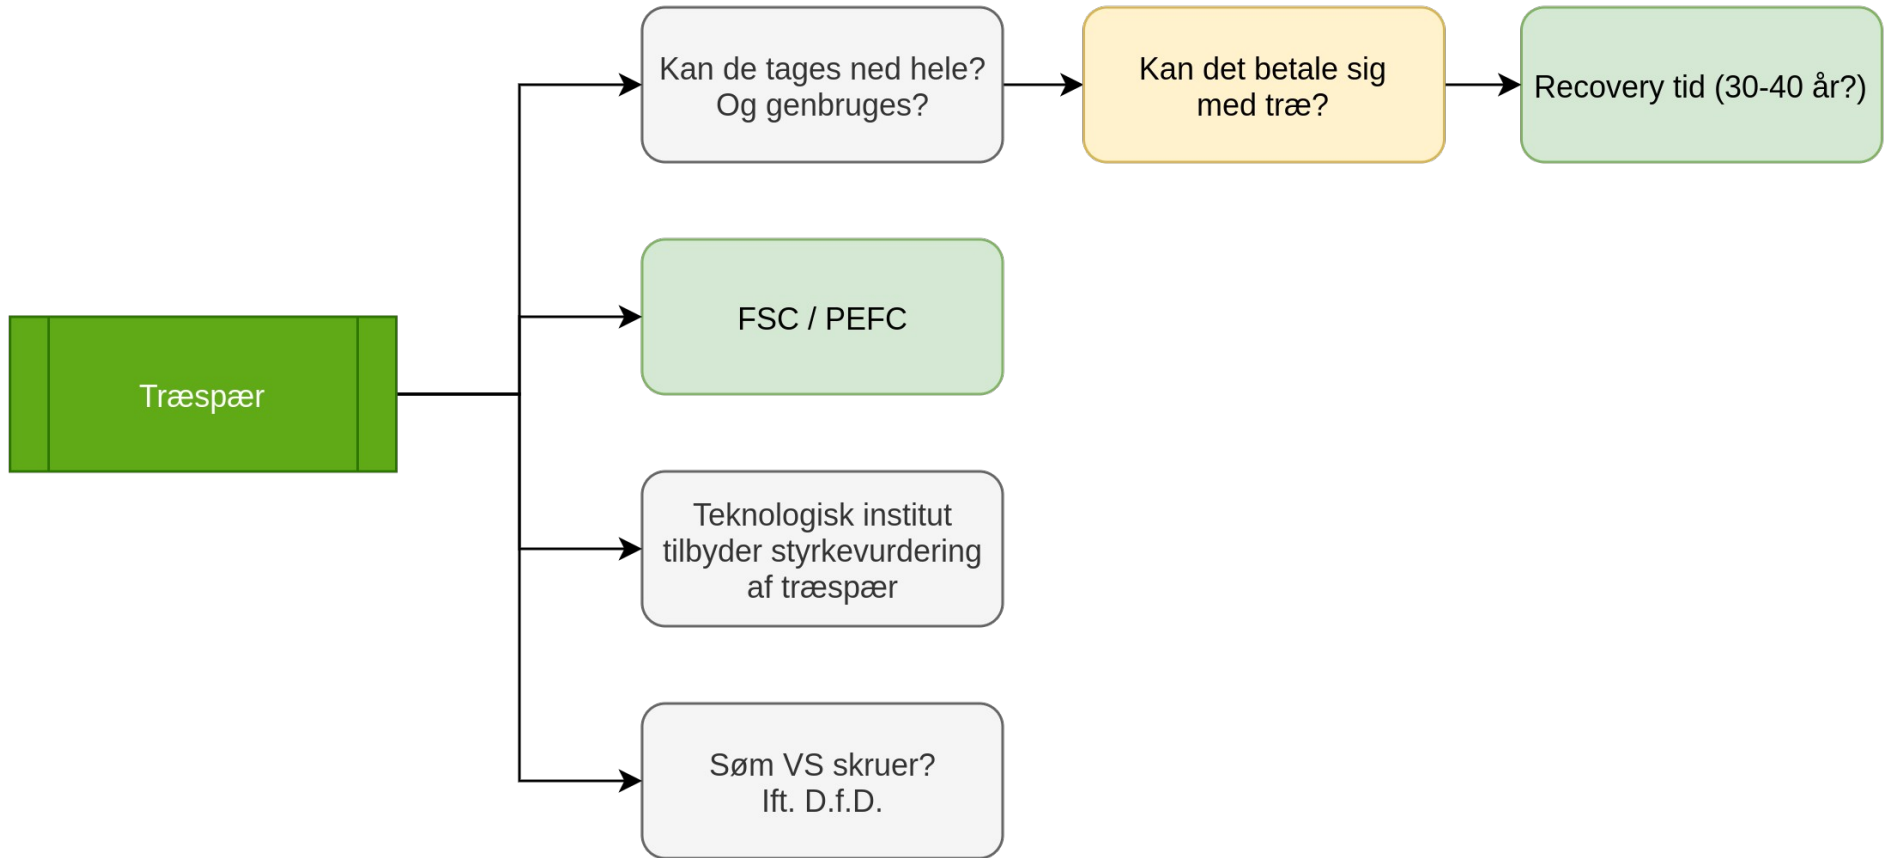 Kan de tages ned hele?
Og genbruges?
Kan det betale sig
med træ?
Recovery tid (30-40 år?)
FSC / PEFC
Træspær
Teknologisk institut
tilbyder styrkevurdering
af træspær
Søm VS skruer?
Ift. D.f.D.